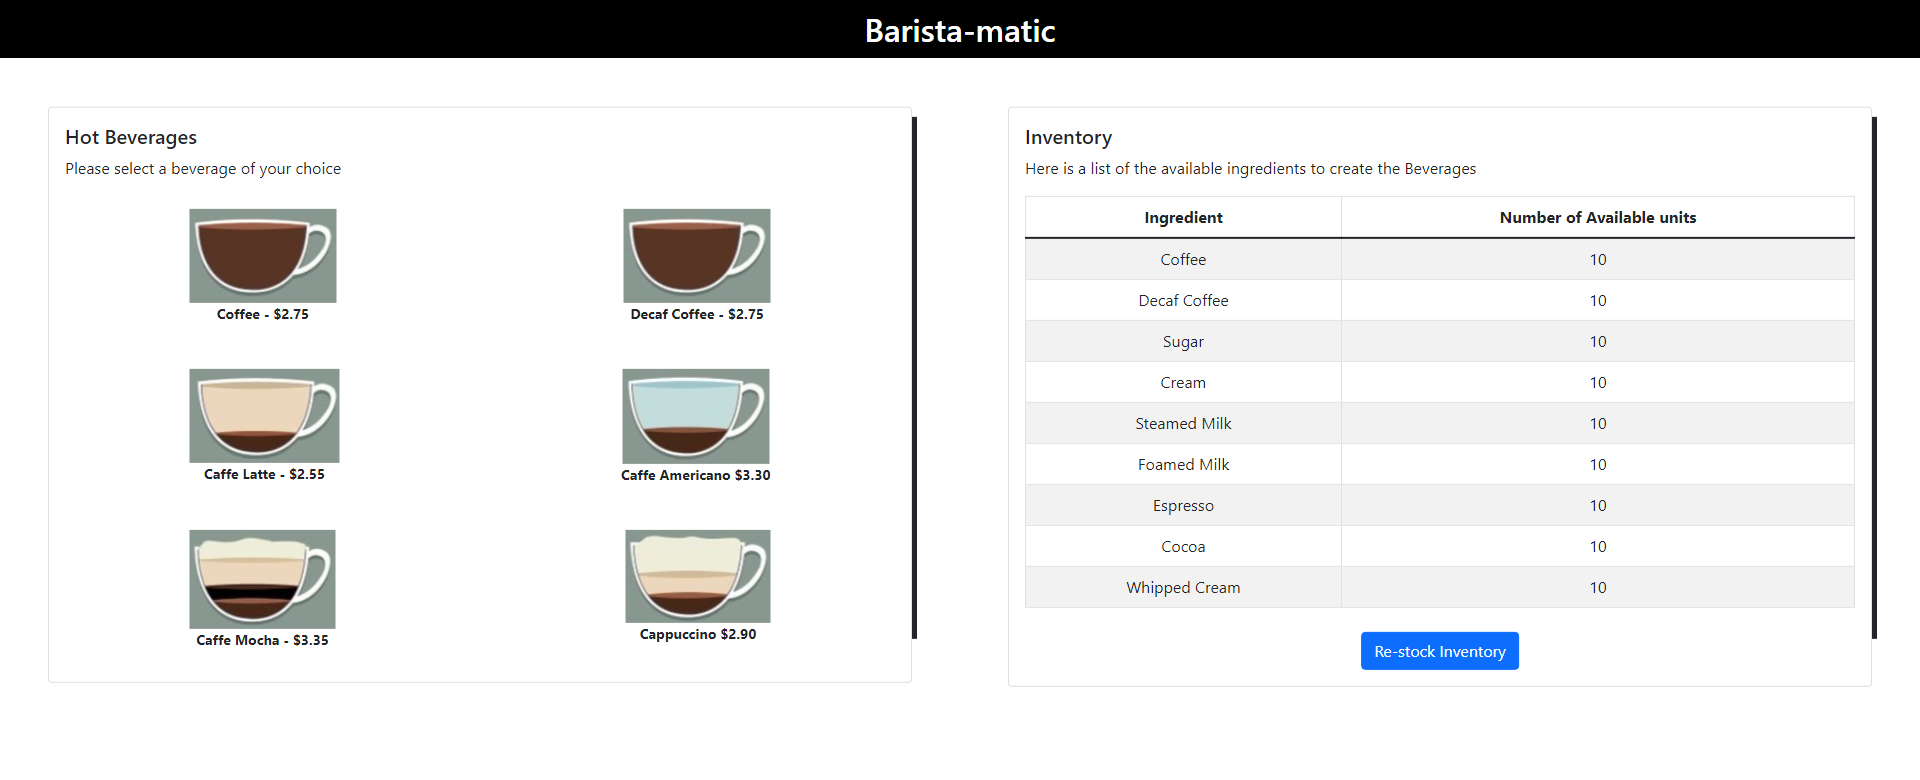 Barista-matic
Hot Beverages
Please select a beverage of your choice
Coffee - $2.75
Decaf Coffee - $2.75
Caffe Latte - $2.55
Caffe Americano $3.30
Caffe Mocha - $3.35
Cappuccino $2.90
Inventory
Here is a list of the available ingredients to create the Beverages
Ingredient Number of Available units
Coffee 10
Decaf Coffee 10
Sugar 10
Cream 10
Steamed Milk 10
Foamed Milk 10
Espresso 10
Cocoa 10
Whipped Cream 10
Re-stock Inventory